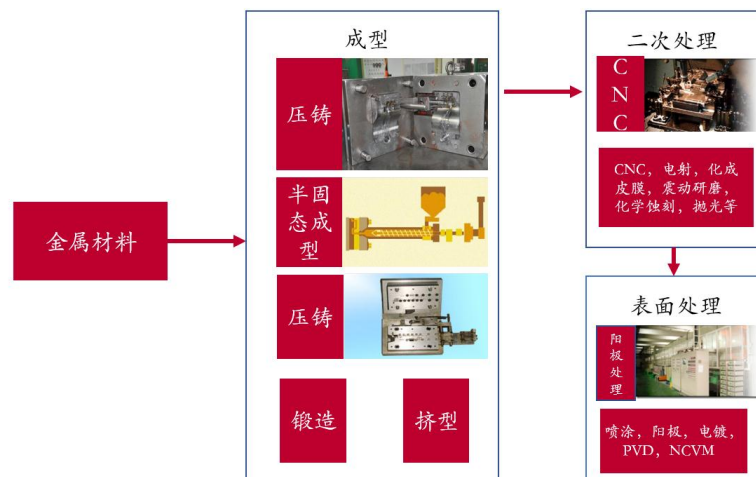 金属材料
成型
压铸
半固
态成
型
压铸
锻造
挤型
二次处理
C
N
C
CNC，电射，化成
皮膜，震动研磨，
化学蚀刻，抛光等
表面处理
阳
极
处
理
喷涂，阳极，电镀，
PVD，NCVM